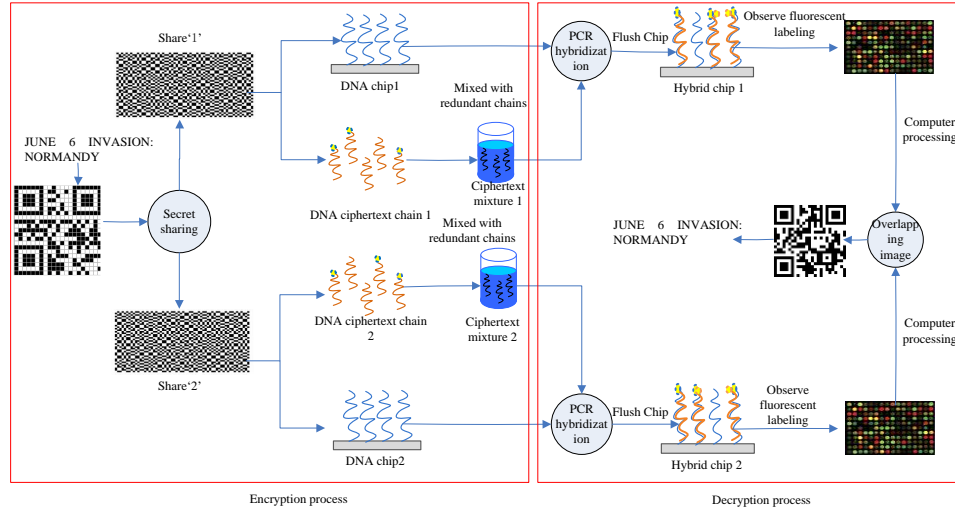 Share‘1’
DNA chip1
Mixed with
redundant chains
JUNE 6 INVASION:
NORMANDY
Secret
sharing
DNA ciphertext chain 1
Ciphertext
mixture 1
Mixed with
redundant chains
DNA ciphertext chain
2
Ciphertext
mixture 2
Share‘2’
DNA chip2
Encryption process
PCR
hybridizat
ion
Flush Chip
Hybrid chip 1
Observe fluorescent
labeling
Computer
processing
JUNE 6 INVASION:
NORMANDY
Overlapp
ing
image
Computer
processing
PCR
hybridizat
ion
Flush Chip
Hybrid chip 2
Observe
fluorescent
labeling
Decryption process